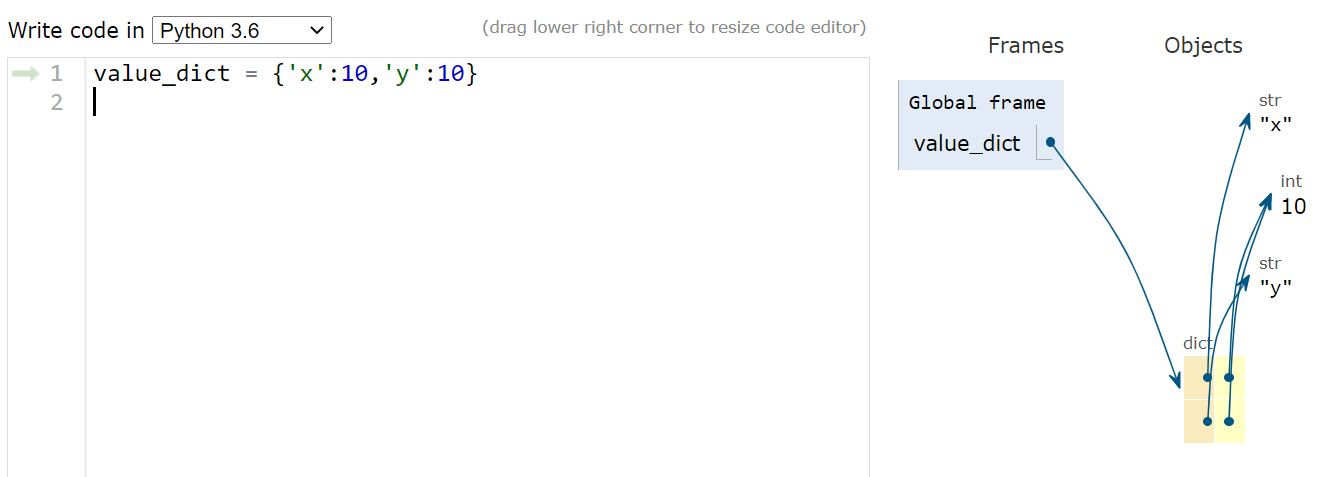 Write code in Python 3.6
(drag lower right corner to resize code editor)
1 value_dict = {'x':10,'y':10}
2
Frames Objects
Global frame
value_dict
str
"x"
int
10
str
"y"
dict